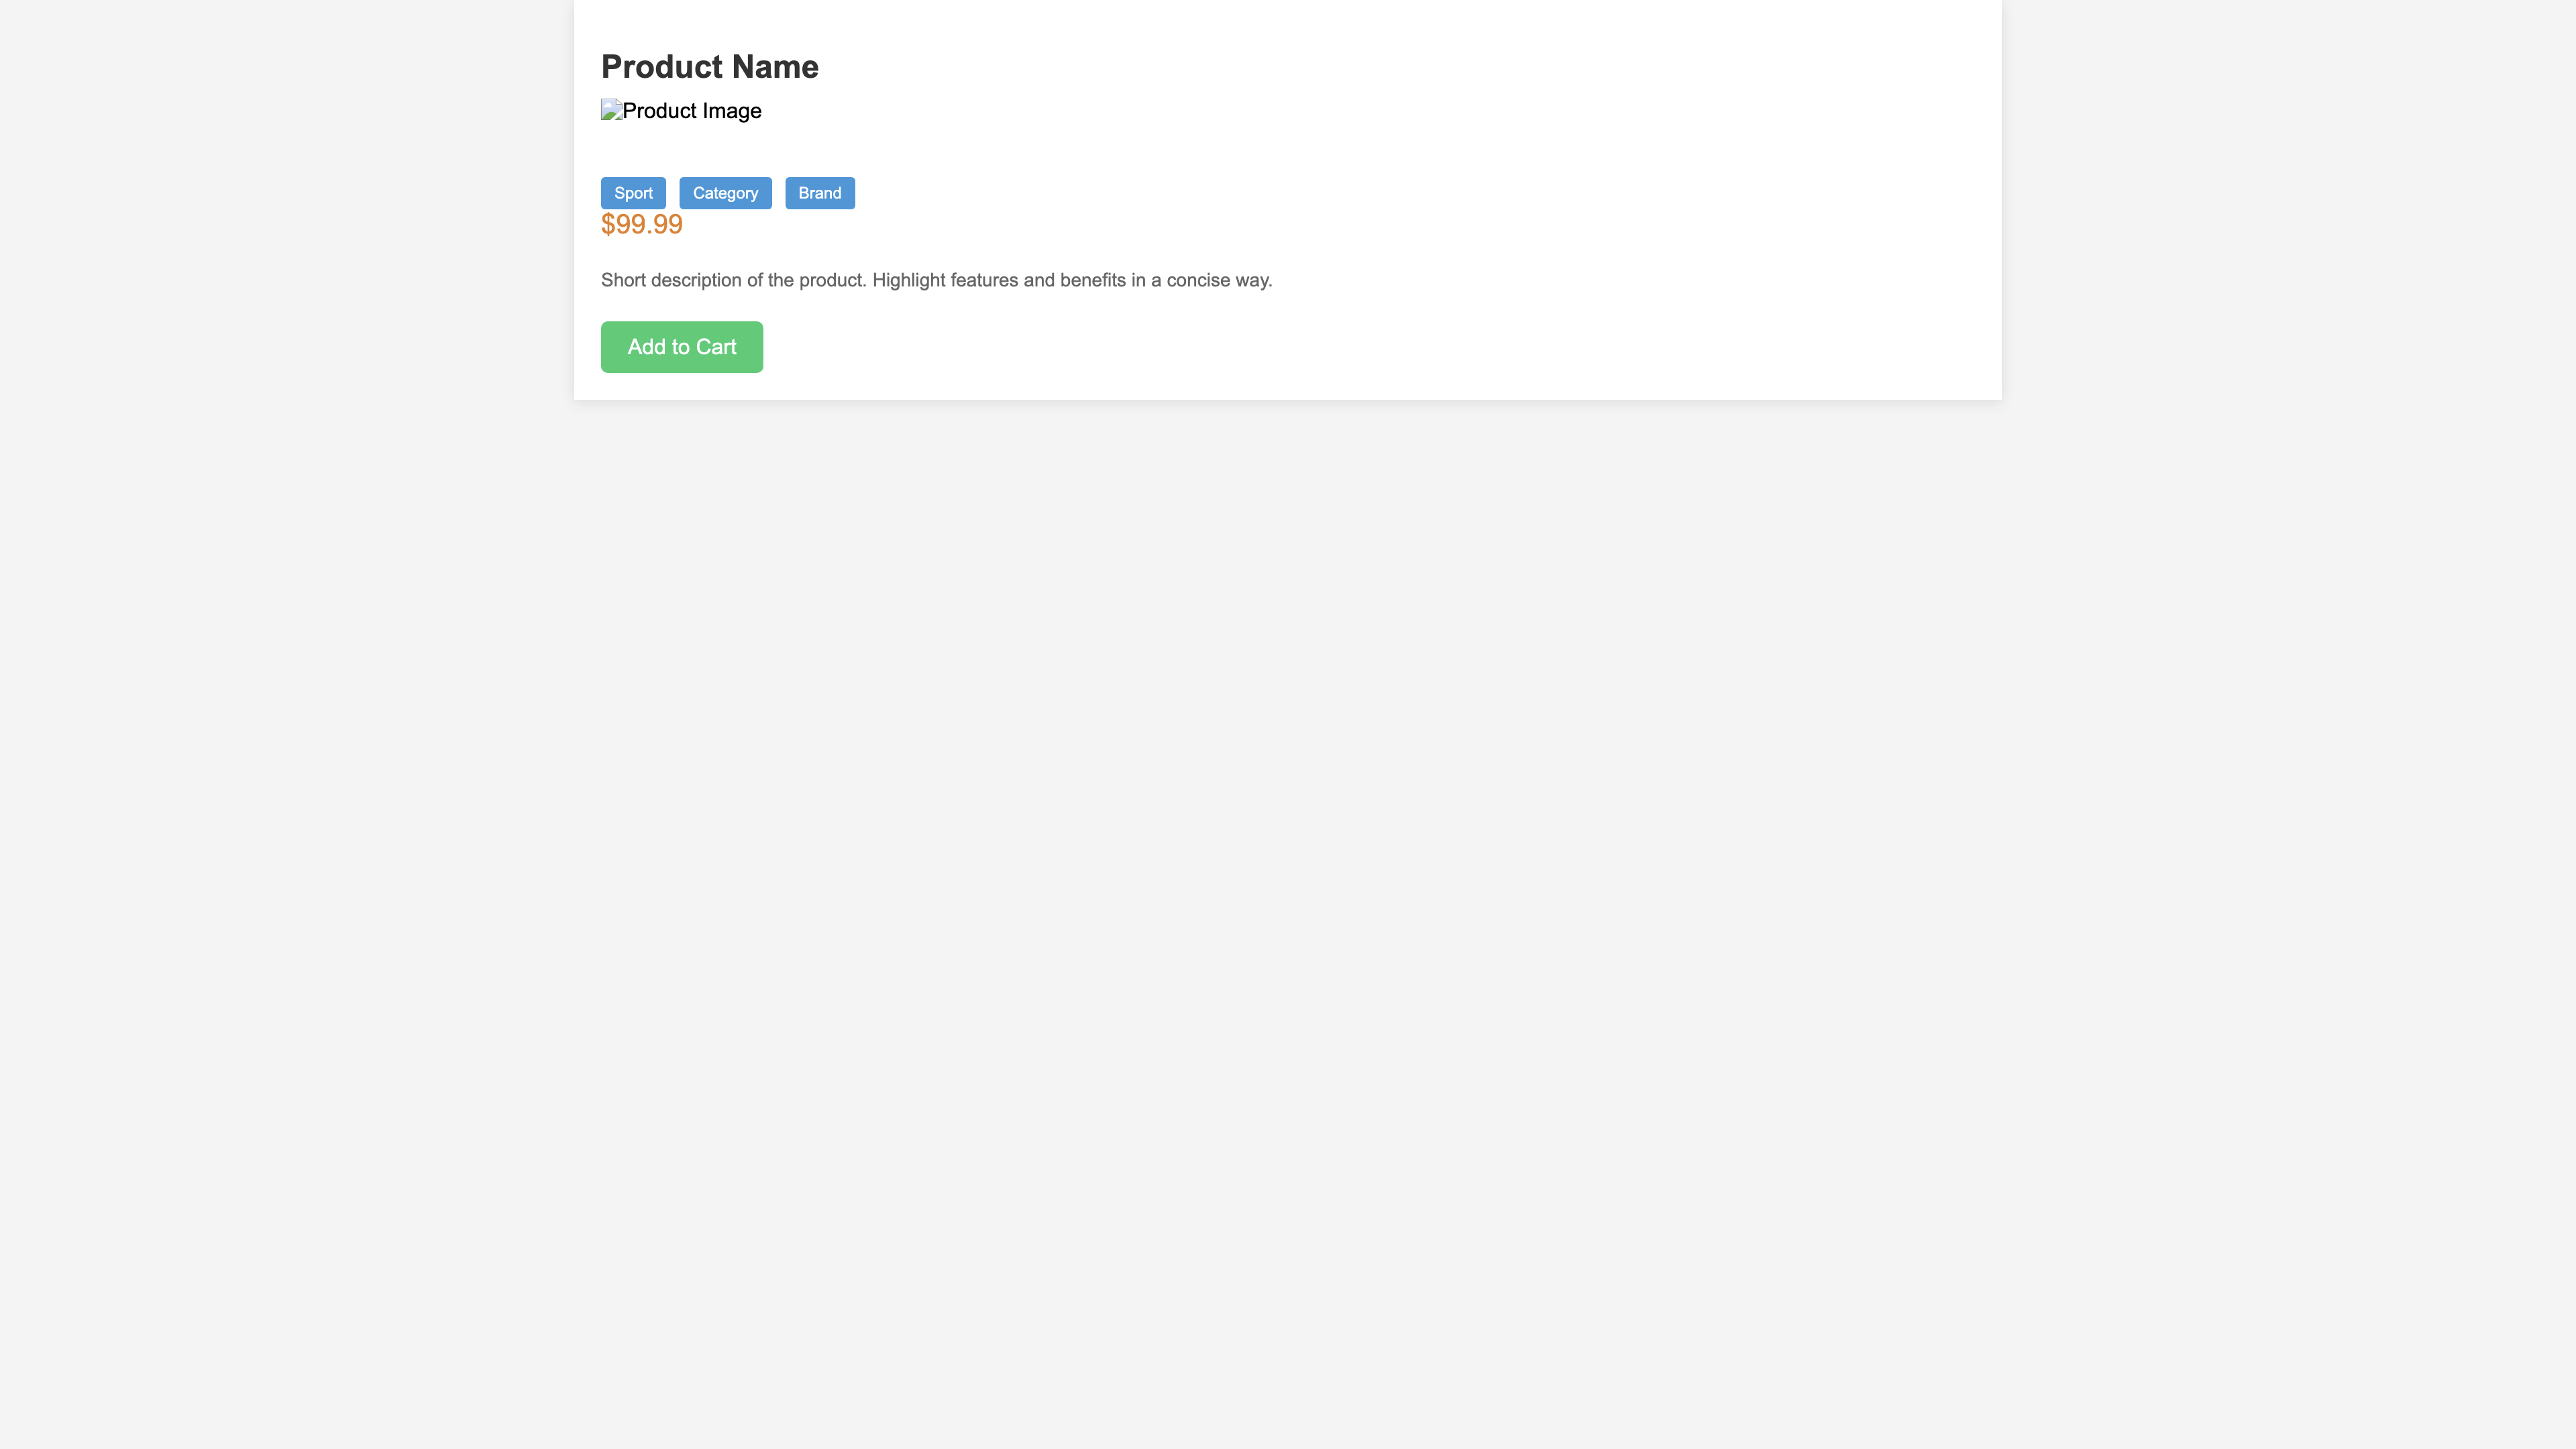 Product Name
Product Image
Sport Category Brand
$99.99
Short description of the product. Highlight features and benefits in a concise way.
Add to Cart